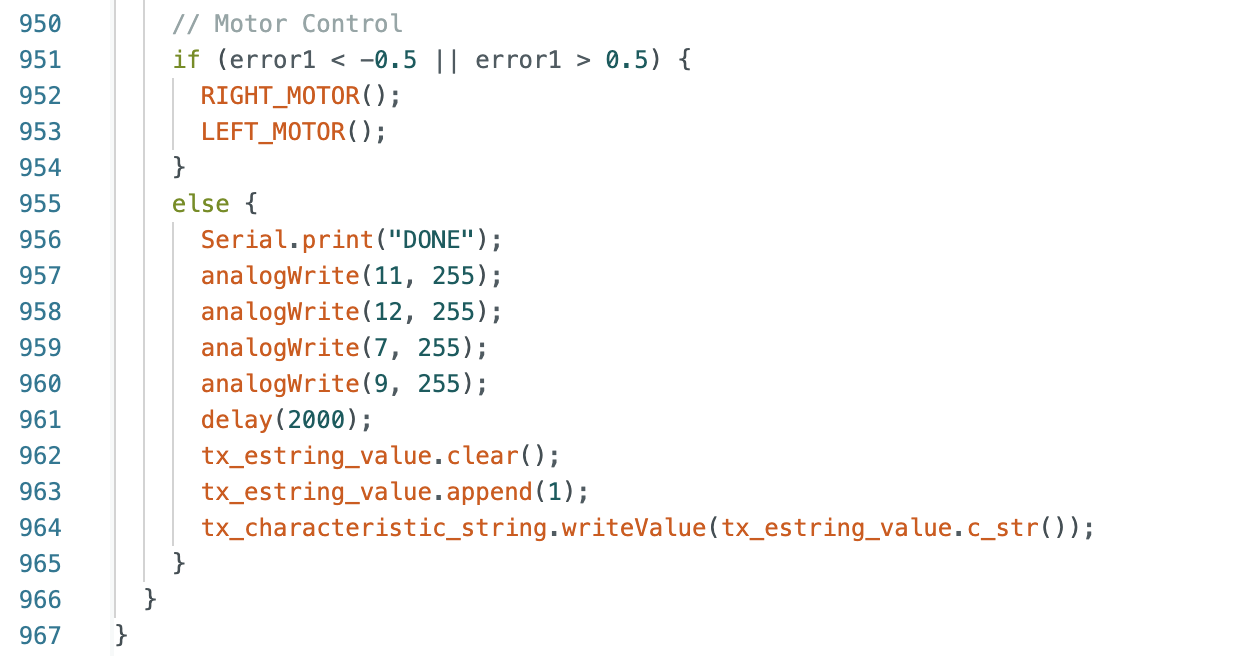 950 // Motor Control
951 if (error1 < -0.5 || error1 > 0.5) {
952 RIGHT_MOTOR();
953 LEFT_MOTOR();
954 }
955 else {
956 Serial.print("DONE");
957 analogWrite(11, 255);
958 analogWrite(12, 255);
959 analogWrite(7, 255);
960 analogWrite(9, 255);
961 delay(2000);
962 tx_estring_value.clear();
963 tx_estring_value.append(1);
964 tx_characteristic_string.writeValue(tx_estring_value.c_str());
965 }
966 }
967 }